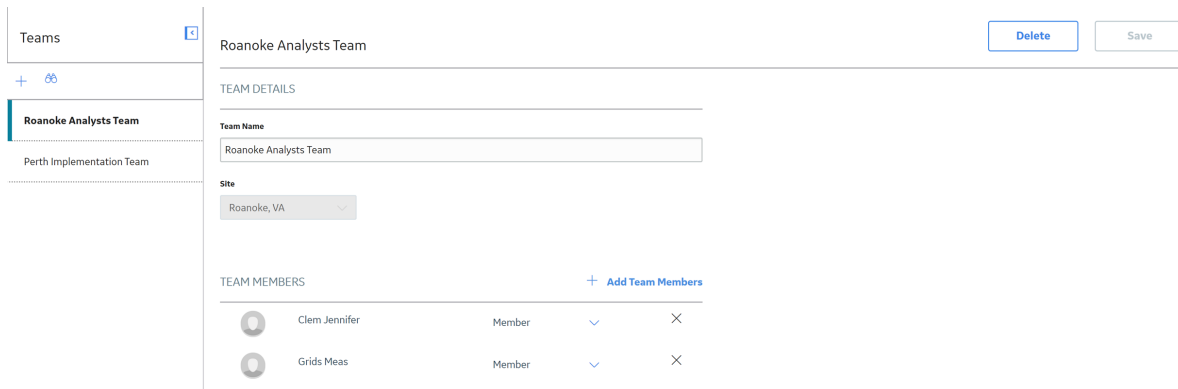 Teams
Roanoke Analysts Team
Perth Implementation Team
Roanoke Analysts Team
Delete
Save
TEAM DETAILS
Team Name
Roanoke Analysts Team
Site
Roanoke, VA
TEAM MEMBERS
Add Team Members
Clem Jennifer
Member
Grids Meas
Member